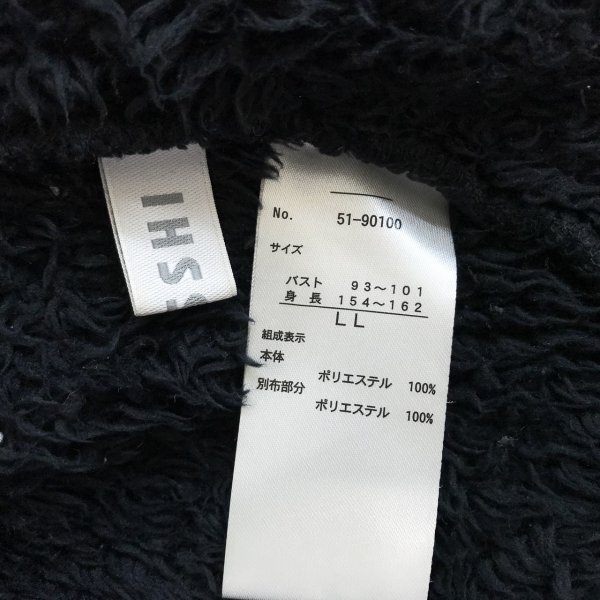 No. 51-90100
サイズ
バスト 93〜101
身長 154〜162
LL
組成表示
本体
ポリエステル 100%
別布部分
ポリエステル 100%
IHS